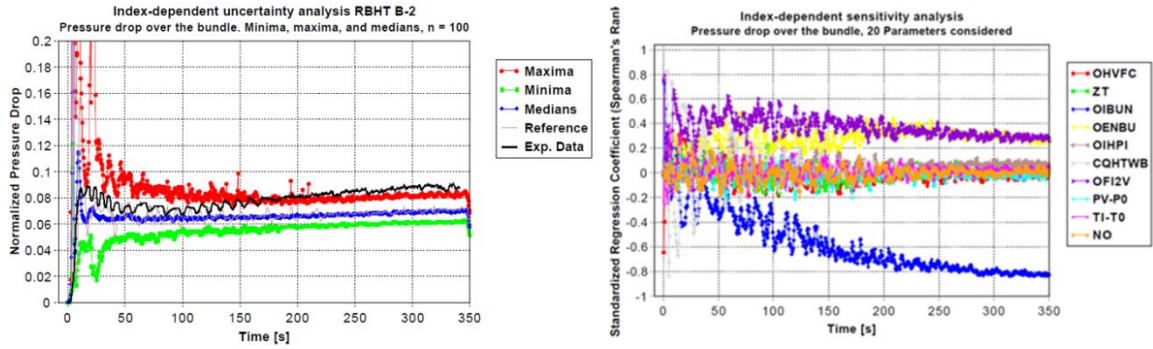 Index-dependent uncertainty analysis RBHT B-2
Pressure drop over the bundle. Minima, maxima, and medians, n = 100
Normalized Pressure Drop
0.2
0.18
0.16
0.14
0.12
0.1
0.08
0.06
0.04
0.02
0
0 50 100 150 200 250 300 350
Time [s]
Maxima
Minima
Medians
Reference
Exp. Data
Index-dependent sensitivity analysis
Pressure drop over the bundle, 20 Parameters considered
Standardized Regression Coefficient (Spearman's Rank
1
0.8
0.6
0.4
0.2
0
-0.2
-0.4
-0.6
-0.8
-1
0 50 100 150 200 250 300 350
Time [s]
OHVFC
ZT
OIBUN
OENBU
OIHPI
CQHTWB
OFI2V
PV-P0
TI-T0
NO